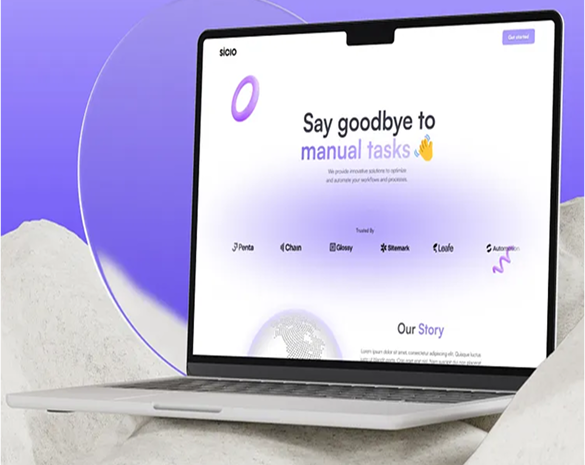 sicio
Get started
Say goodbye to
manual tasks 👋
We provide innovative solutions to optimize
and automate your workflows and processes.
Trusted By
Penta
Chain
Glossy
Sitemark
Leafe
Our Story
Lorem ipsum dolor sit amet, consectetur adipiscing elit. Quisque luctus